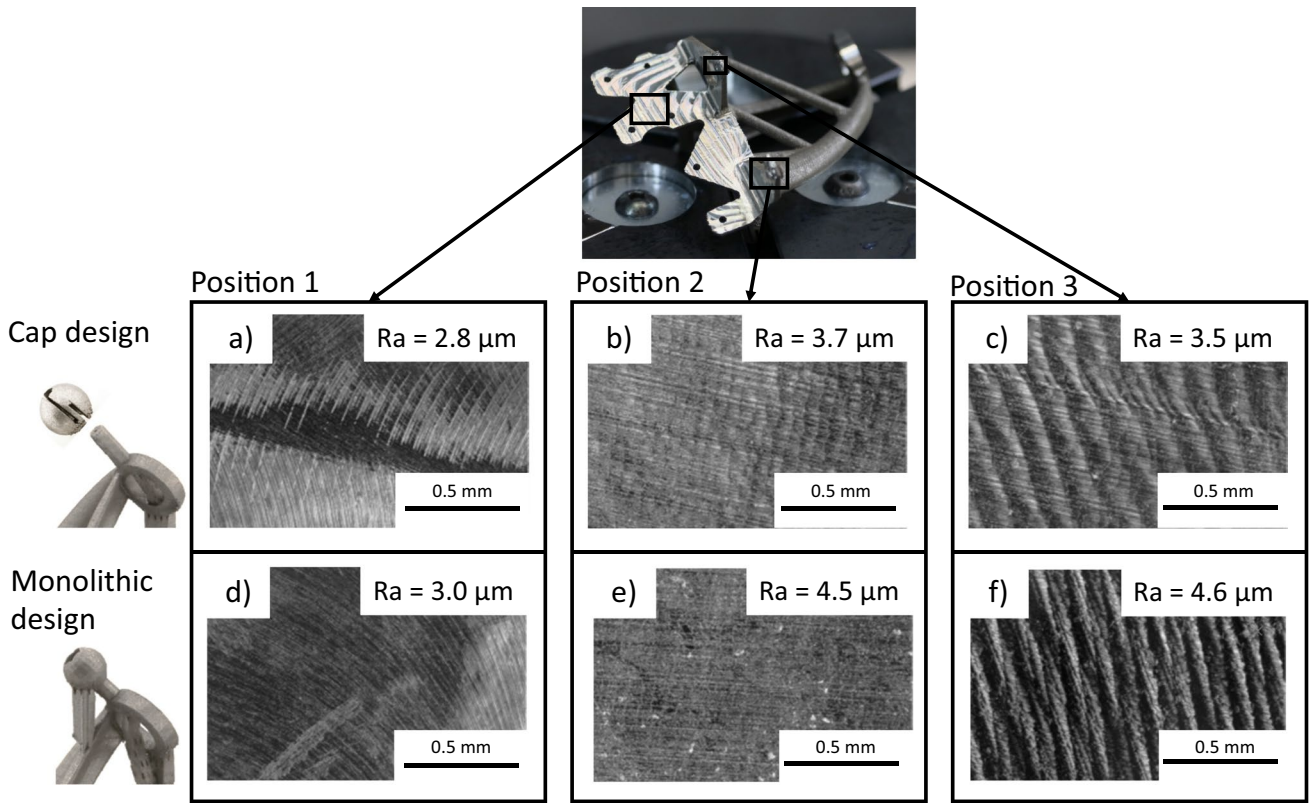 Position 1
Position 2
Position 3
Cap design
a)
Ra = 2.8 µm
0.5 mm
b)
Ra = 3.7 µm
0.5 mm
c)
Ra = 3.5 µm
0.5 mm
Monolithic
design
d)
Ra = 3.0 µm
0.5 mm
e)
Ra = 4.5 µm
0.5 mm
f)
Ra = 4.6 µm
0.5 mm